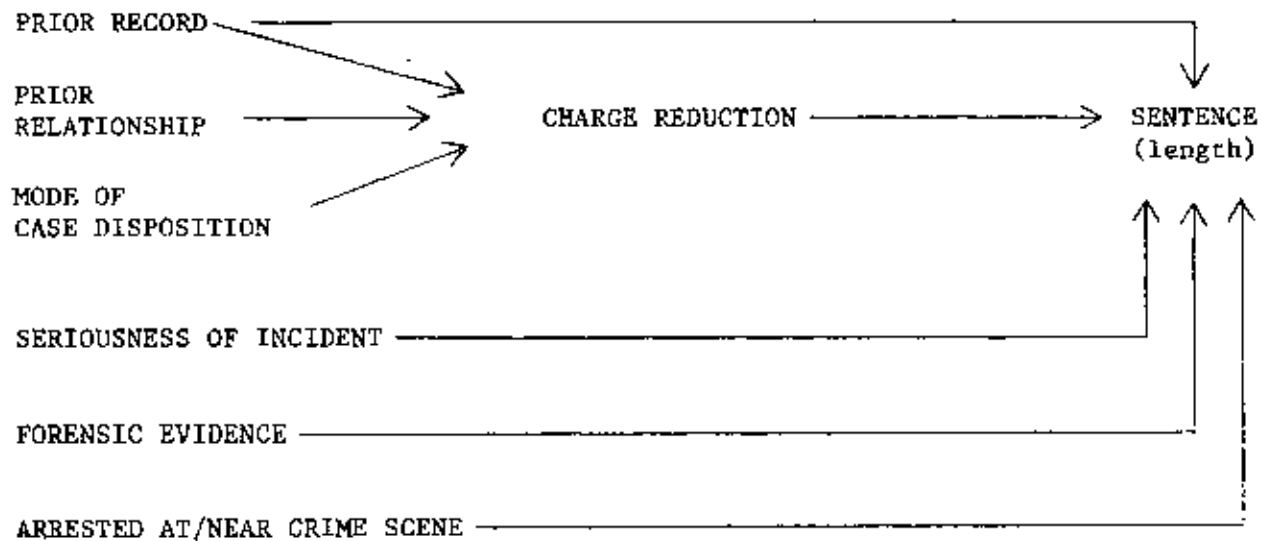 PRIOR RECORD
PRIOR
RELATIONSHIP
CHARGE REDUCTION
SENTENCE
(length)
MODE OF
CASE DISPOSITION
SERIOUSNESS OF INCIDENT
FORENSIC EVIDENCE
ARRESTED AT/NEAR CRIME SCENE